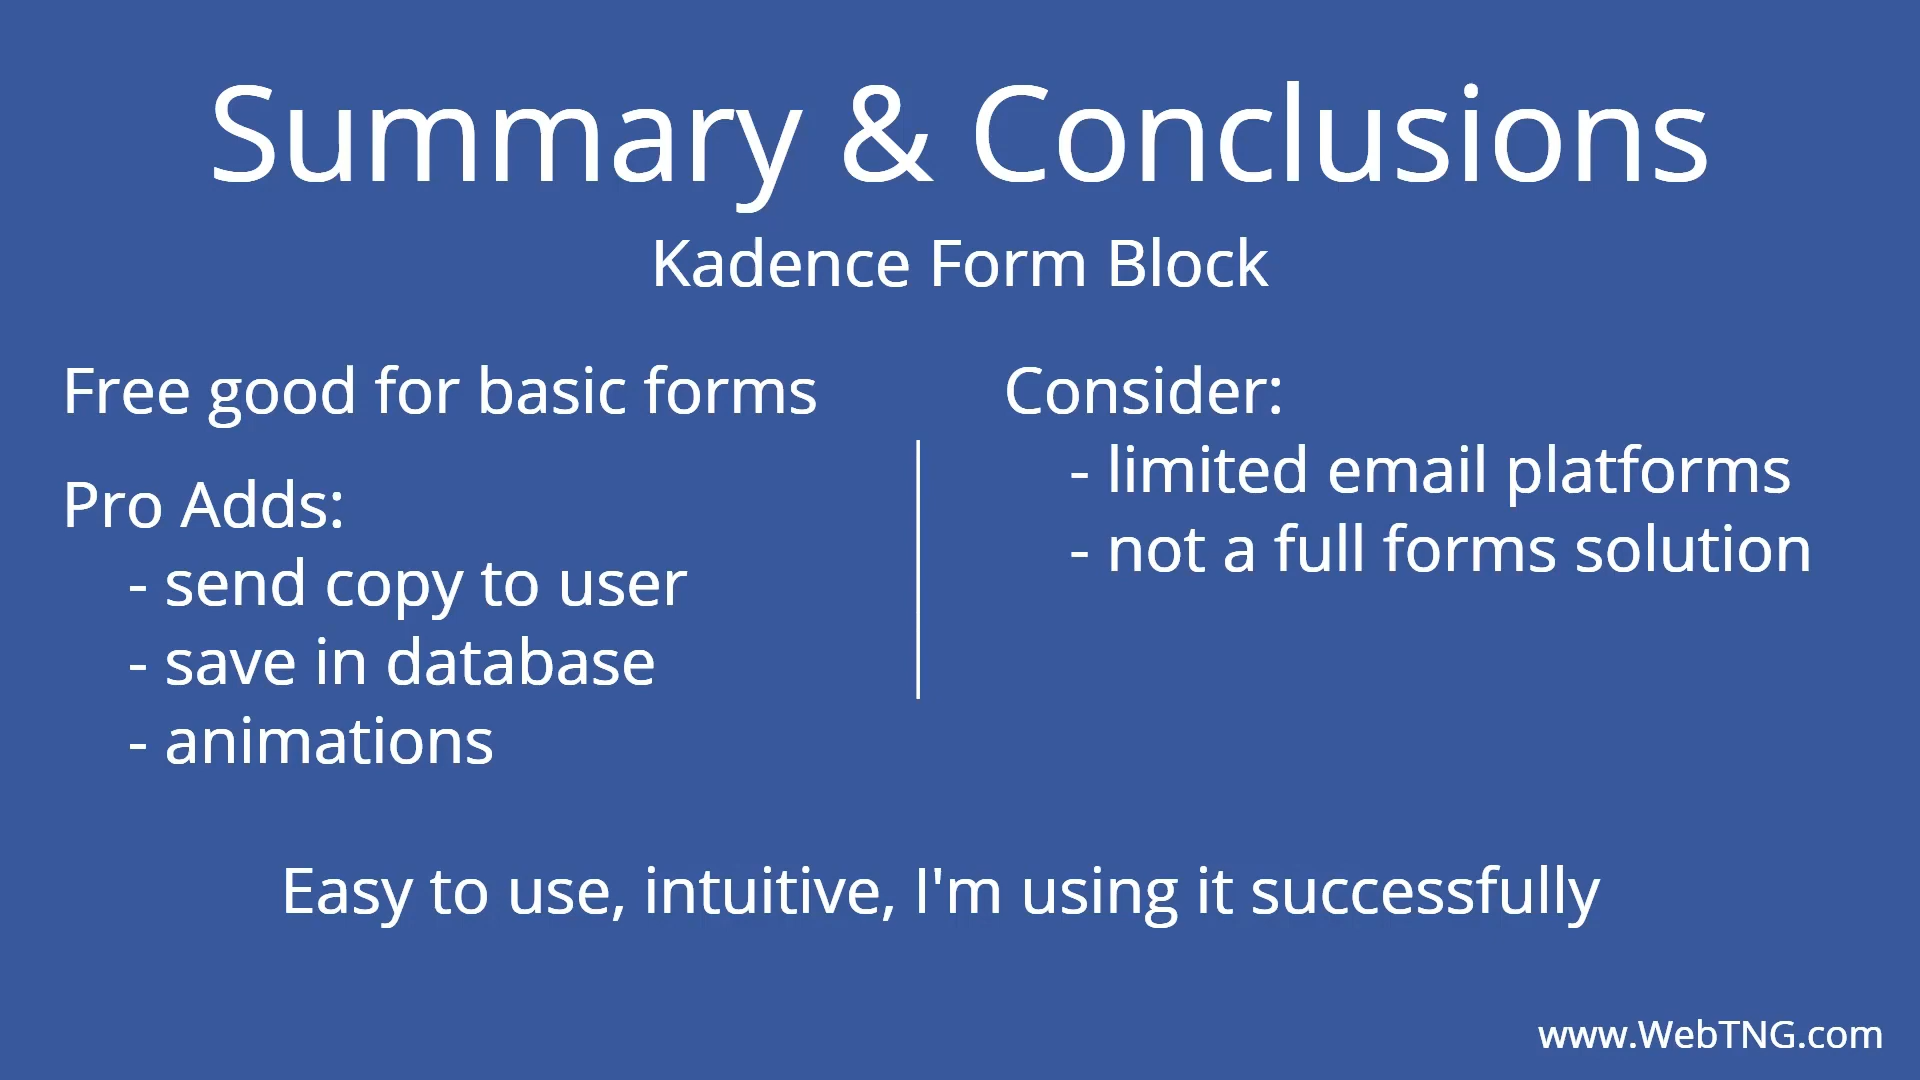 Summary & Conclusions
Kadence Form Block
Free good for basic forms
Pro Adds:
- send copy to user
- save in database
- animations
Consider:
- limited email platforms
- not a full forms solution
Easy to use, intuitive, I'm using it successfully
www.WebTNG.com